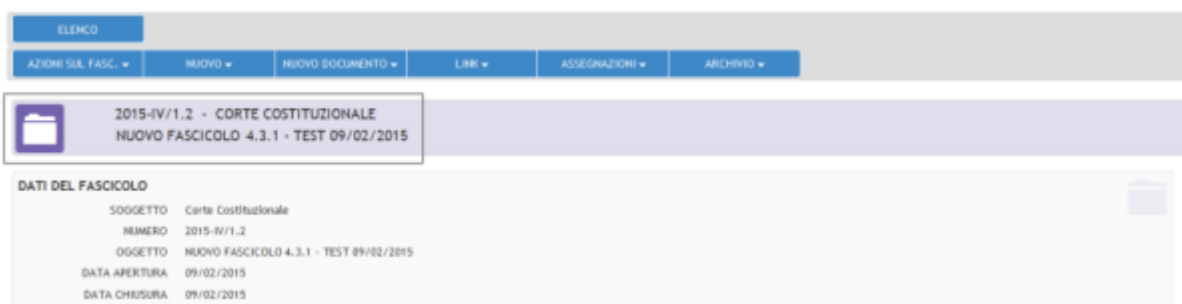 ELENCO
AZIONI SUL FASC. NUOVO NUOVO DOCUMENTO LINK ASSEGNAZIONI ARCHIVIO
2015-IV/1.2 - CORTE COSTITUZIONALE
NUOVO FASCICOLO 4.3.1 - TEST 09/02/2015
DATI DEL FASCICOLO
SOGGETTO Corte Costituzionale
NUMERO 2015-IV/1.2
OGGETTO NUOVO FASCICOLO 4.3.1 - TEST 09/02/2015
DATA APERTURA 09/02/2015
DATA CHIUSURA 09/02/2015